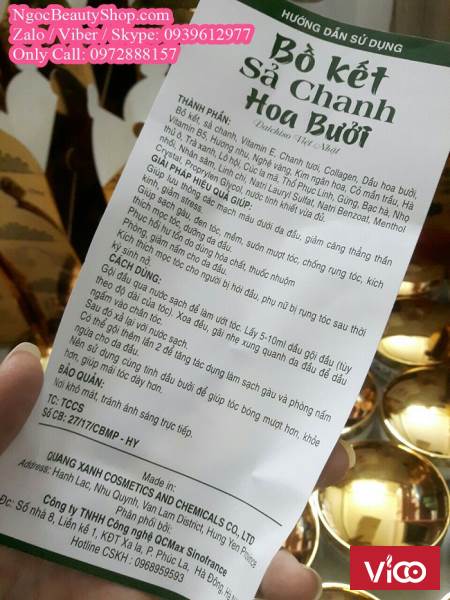 NgocBeautyShop.com
Zalo / Viber / Skype: 0939612977
Only Call: 0972888157
HƯỚNG DẪN SỬ DỤNG
Bồ kết
Sả Chanh
Hoa Bưởi
Daichieu Việt Nhật
THÀNH PHẦN:
Bồ kết, sả chanh, Vitamin E, Chanh tươi, Collagen, Dầu hoa bưởi,
Vitamin B5, Hương nhu, Nghệ vàng, Kim ngân hoa, Cỏ mần trầu, Hà
thủ ô, Trà xanh, Lô hội, Cúc la mã, Thổ Phục Linh, Gừng, Bạc hà, Nho
nhồi, Nhân sâm, Linh chi, Natri Lauryl Sulfat, Natri Benzoat, Menthol
Crystal, Propylen Glycol, nước tinh khiết vừa đủ.
GIẢI PHÁP HIỆU QUẢ GIÚP:
Giúp lưu thông các mạch máu dưới da đầu, giảm căng thẳng thần
kinh, giảm stress.
Giúp sạch gàu, đen tóc, mềm, suôn mượt tóc, chống rụng tóc, kích
thích mọc tóc, dưỡng da đầu.
Phục hồi hư tổn do dùng hóa chất, thuốc nhuộm
Phòng, giảm nấm cho da đầu.
Kích thích mọc tóc cho người bị hói đầu, phụ nữ bị rụng tóc sau thời
kỳ sinh nở.
CÁCH DÙNG:
Gội đầu qua nước sạch để làm ướt tóc. Lấy 5-10ml dầu gội đầu (tùy
theo độ dài của tóc). Xoa đều, gãi nhẹ xung quanh da đầu để dầu
ngấm vào chân tóc.
Sau đó xả lại với nước sạch.
Có thể gội thêm lần 2 để tăng tác dụng làm sạch gàu và phòng nấm
ngứa cho da đầu.
Nên sử dụng cùng tinh dầu bưởi để giúp tóc bóng mượt hơn, khỏe
hơn, giúp mái tóc dày hơn.
BẢO QUẢN:
Nơi khô mát, tránh ánh sáng trực tiếp.
TC: TCCS
Số CB: 27/17/CBMP - HY
Made in:
QUANG XANH COSMETICS AND CHEMICALS CO, LTD
Address: Hanh Lac, Nhu Quynh, Van Lam District, Hung Yen Province
Phân phối bởi:
Công ty TNHH Công nghệ QCMax Sinofrance
Đc: Số nhà 8, Liền kề 1, KĐT Xa la, P. Phúc La, Hà Đông, Hà
Hotline CSKH : 0968959593
VICO